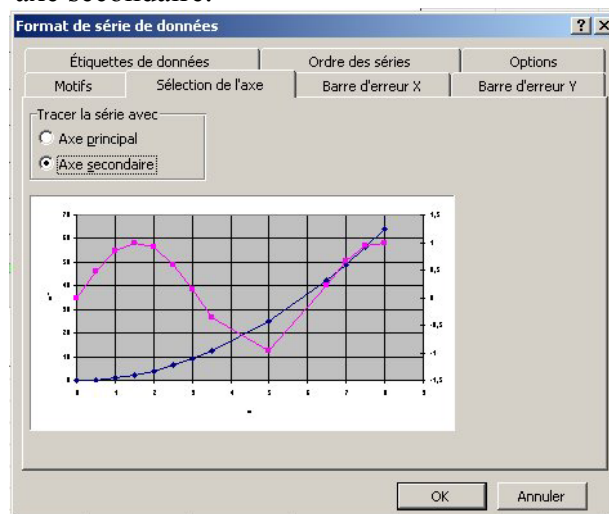 axe secondaire.
Format de série de données
Étiquettes de données Ordre des séries Options
Motifs Sélection de l'axe Barre d'erreur X Barre d'erreur Y
Tracer la série avec
Axe principal
Axe secondaire
70 1,5
60 1
50 0,5
40
30 0
20 -0,5
10 -1
0 -1,5
0 1 2 3 4 5 6 7 8 9
OK Annuler